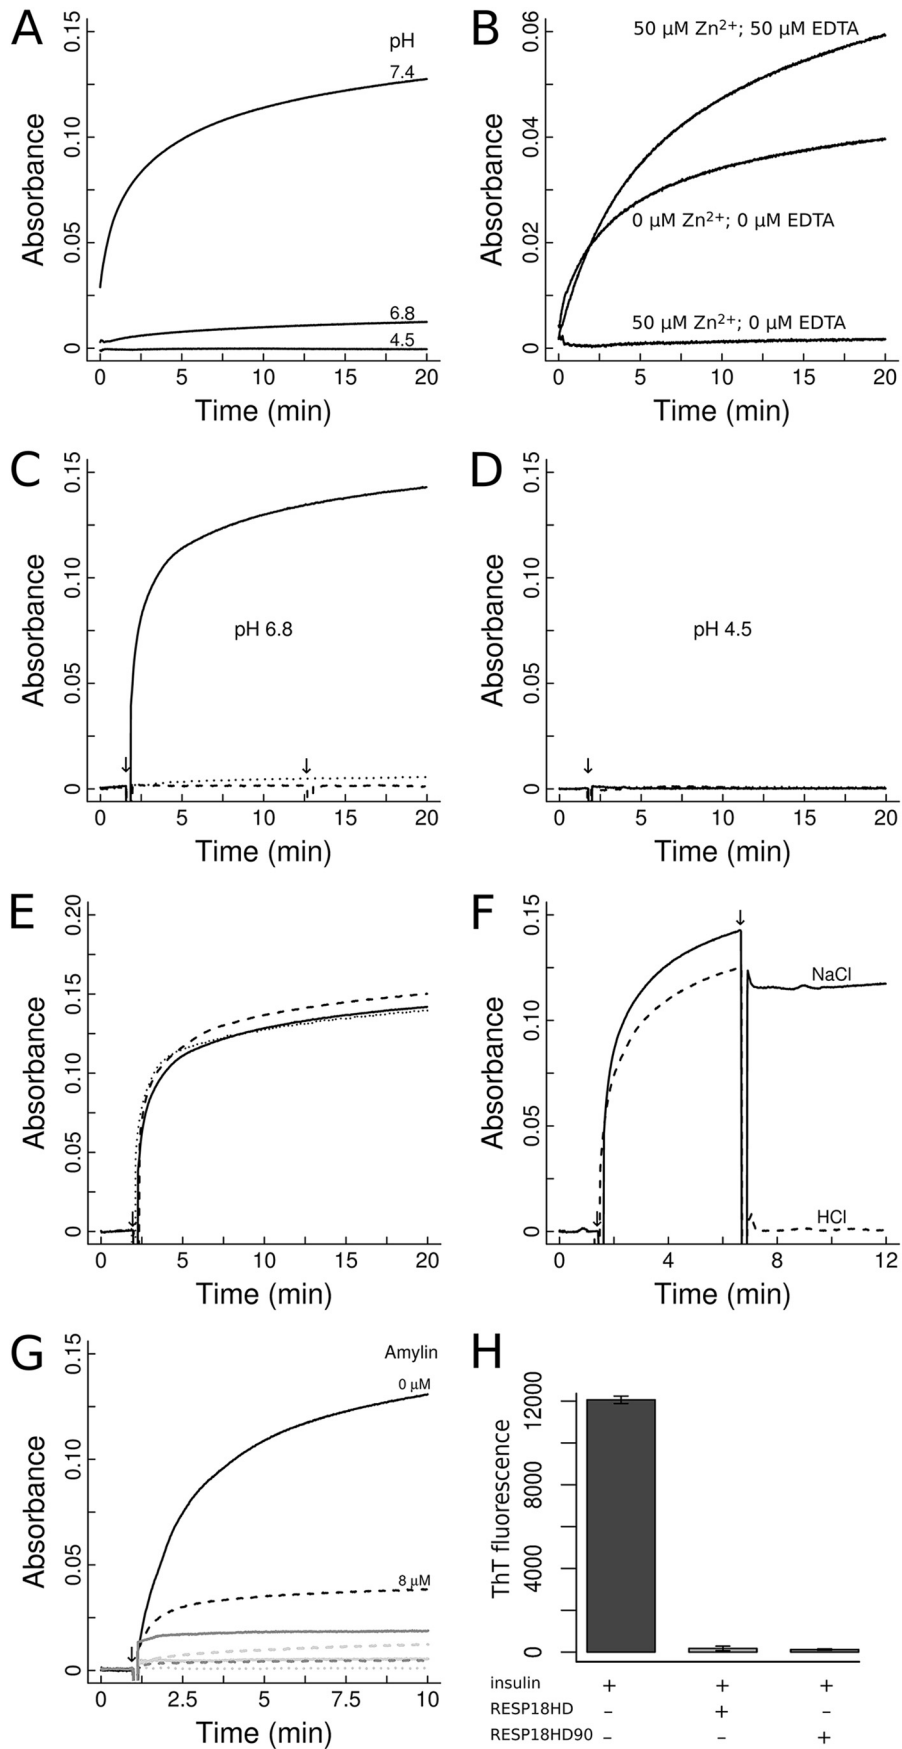 A
pH
7.4
6.8
4.5
Absorbance
0 0.05 0.10 0.15
0 5 10 15 20
Time (min)
B
50 µM Zn²⁺; 50 µM EDTA
0 µM Zn²⁺; 0 µM EDTA
50 µM Zn²⁺; 0 µM EDTA
Absorbance
0 0.02 0.04 0.06
0 5 10 15 20
Time (min)
C
pH 6.8
Absorbance
0 0.05 0.10 0.15
0 5 10 15 20
Time (min)
D
pH 4.5
Absorbance
0 0.05 0.10 0.15
0 5 10 15 20
Time (min)
E
Absorbance
0 0.05 0.10 0.15 0.20
0 5 10 15 20
Time (min)
F
NaCl
HCl
Absorbance
0 0.05 0.10 0.15
0 4 8 12
Time (min)
G
Amylin
0 µM
8 µM
Absorbance
0 0.05 0.10 0.15
0 2.5 5 7.5 10
Time (min)
H
ThT fluorescence
0 4000 8000 12000
insulin + + +
RESP18HD – + –
RESP18HD90 – – +